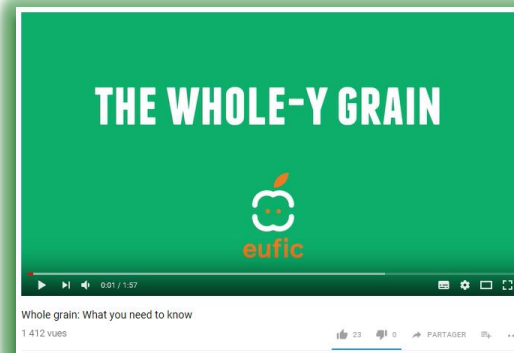 THE WHOLE-Y GRAIN
eufic
0:01 / 1:57
Whole grain: What you need to know
1 412 vues
23 0 PARTAGER